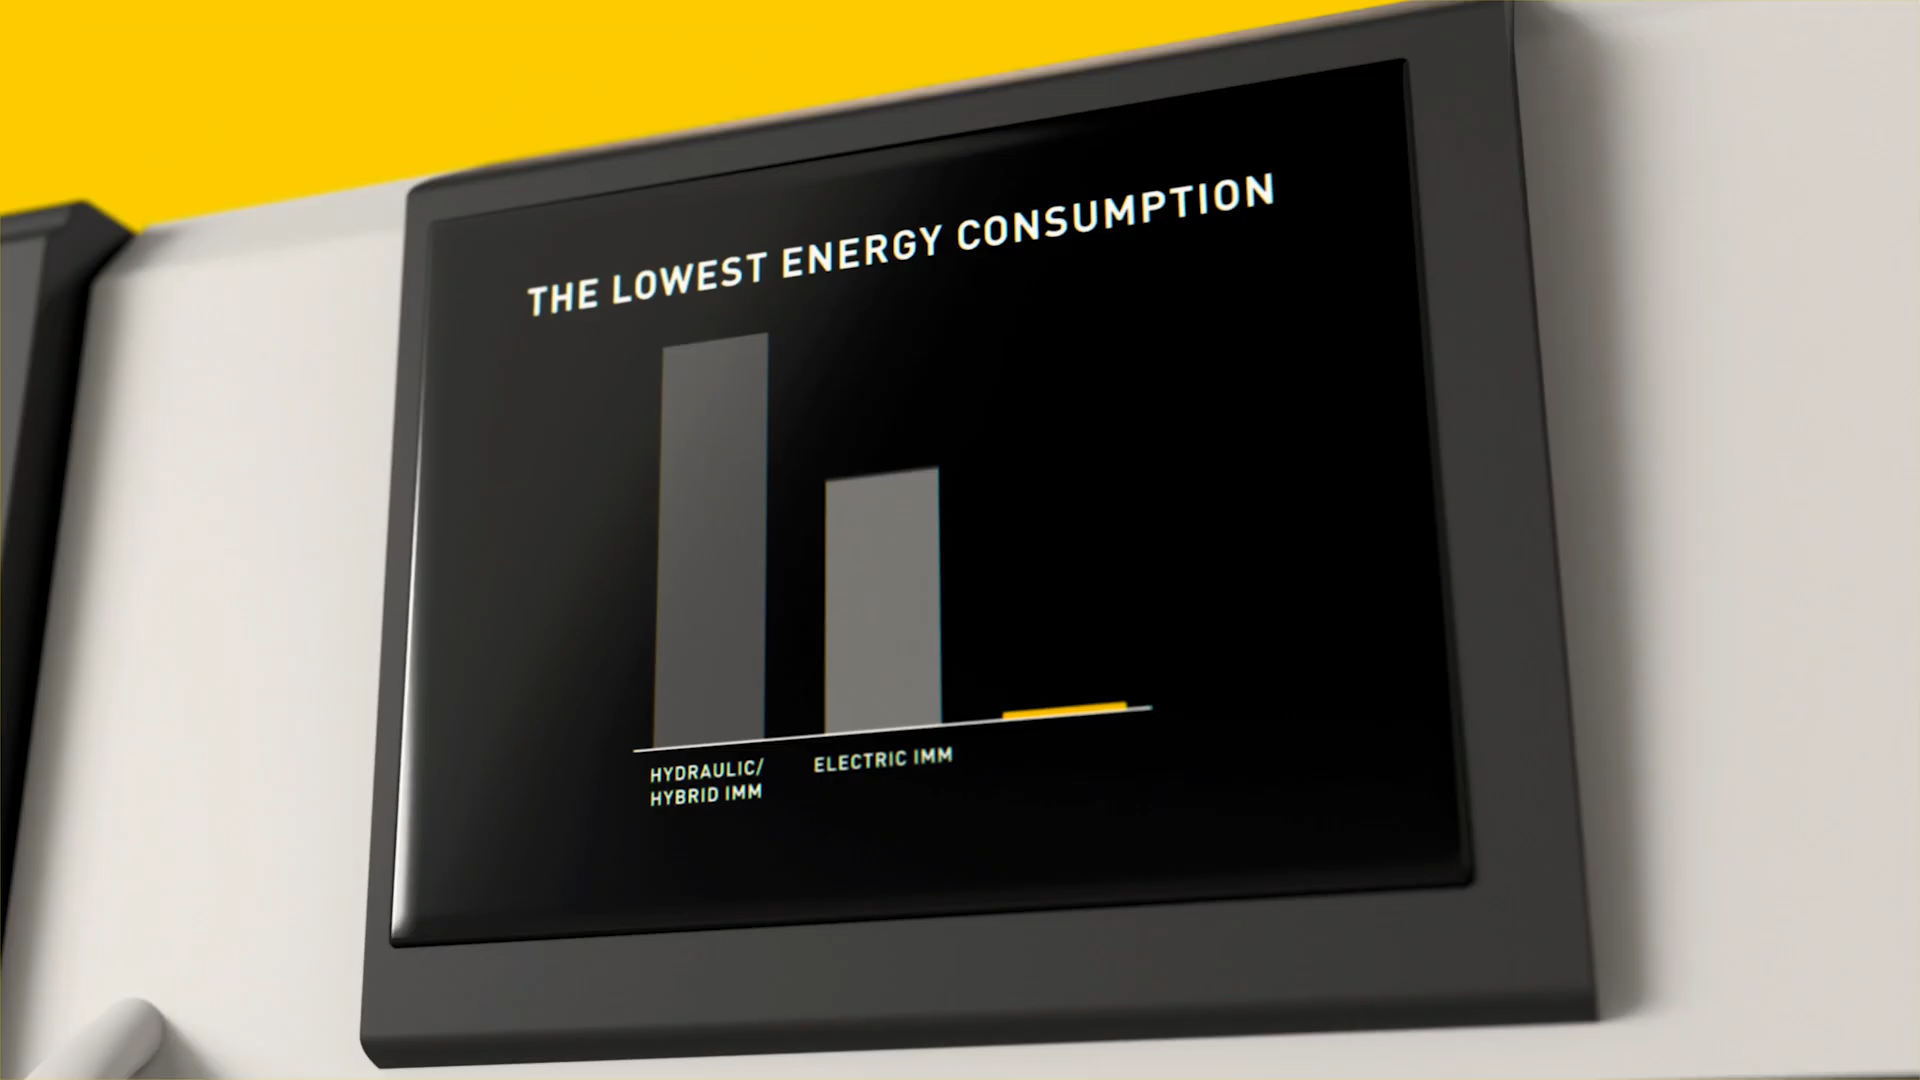 THE LOWEST ENERGY CONSUMPTION
HYDRAULIC/
HYBRID IMM
ELECTRIC IMM